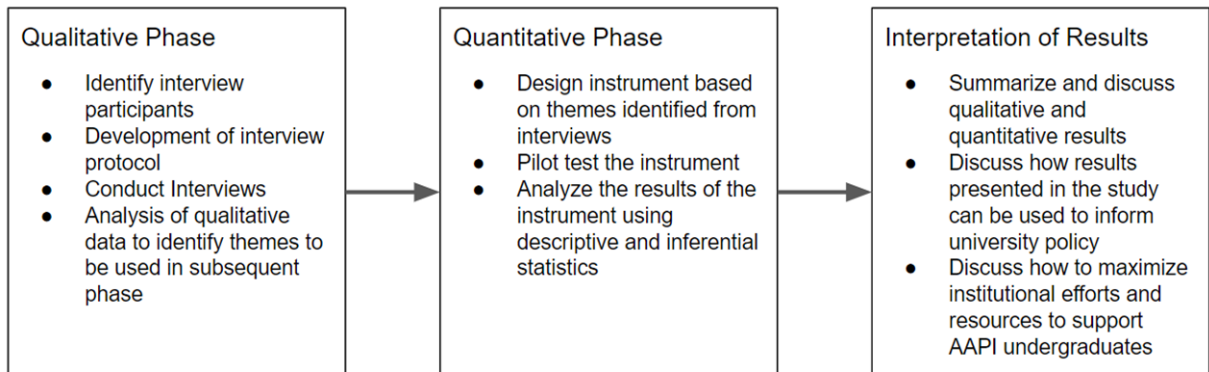 Qualitative Phase
● Identify interview
participants
● Development of interview
protocol
● Conduct Interviews
● Analysis of qualitative
data to identify themes to
be used in subsequent
phase
Quantitative Phase
● Design instrument based
on themes identified from
interviews
● Pilot test the instrument
● Analyze the results of the
instrument using
descriptive and inferential
statistics
Interpretation of Results
● Summarize and discuss
qualitative and
quantitative results
● Discuss how results
presented in the study
can be used to inform
university policy
● Discuss how to maximize
institutional efforts and
resources to support
AAPI undergraduates